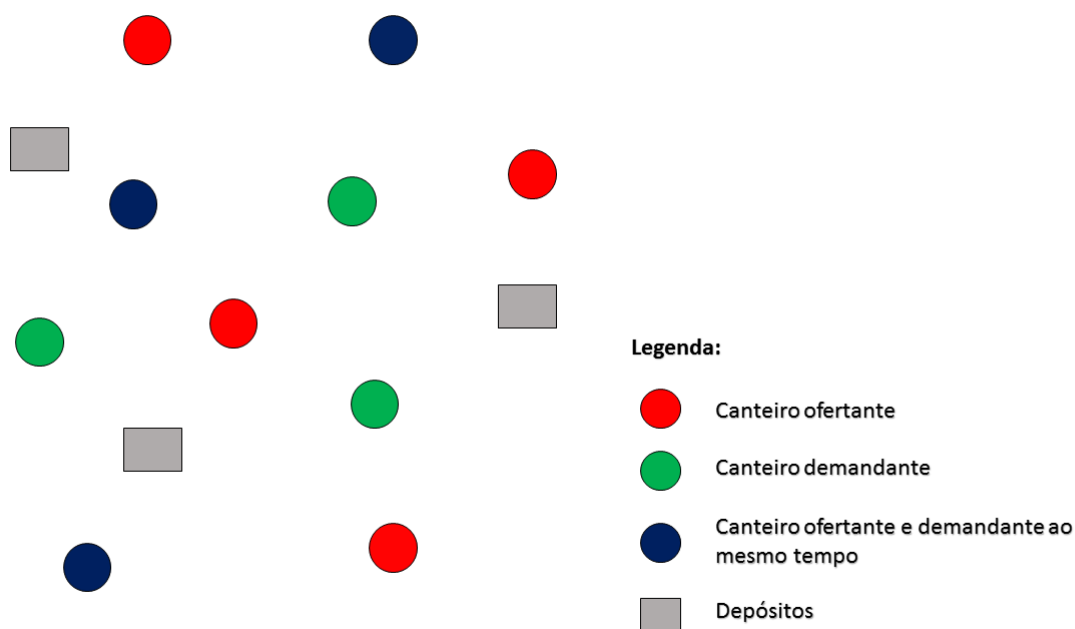 Legenda:
Canteiro ofertante
Canteiro demandante
Canteiro ofertante e demandante ao
mesmo tempo
Depósitos